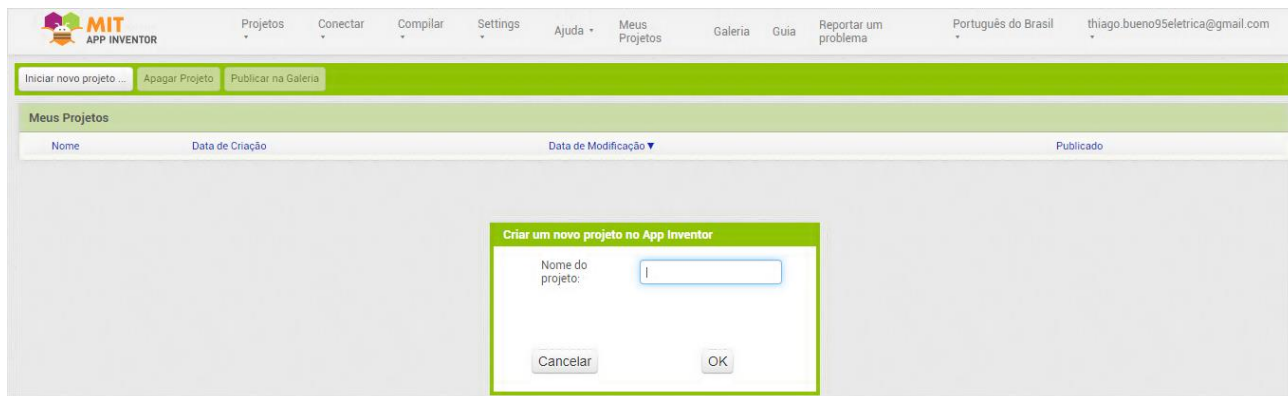 MIT
APP INVENTOR
Projetos
Conectar
Compilar
Settings
Ajuda
Meus
Projetos
Galeria
Guia
Reportar um
problema
Português do Brasil
thiago.bueno95eletrica@gmail.com
Iniciar novo projeto ...
Apagar Projeto
Publicar na Galeria
Meus Projetos
Nome
Data de Criação
Data de Modificação▼
Publicado
Criar um novo projeto no App Inventor
Nome do
projeto:
Cancelar
OK